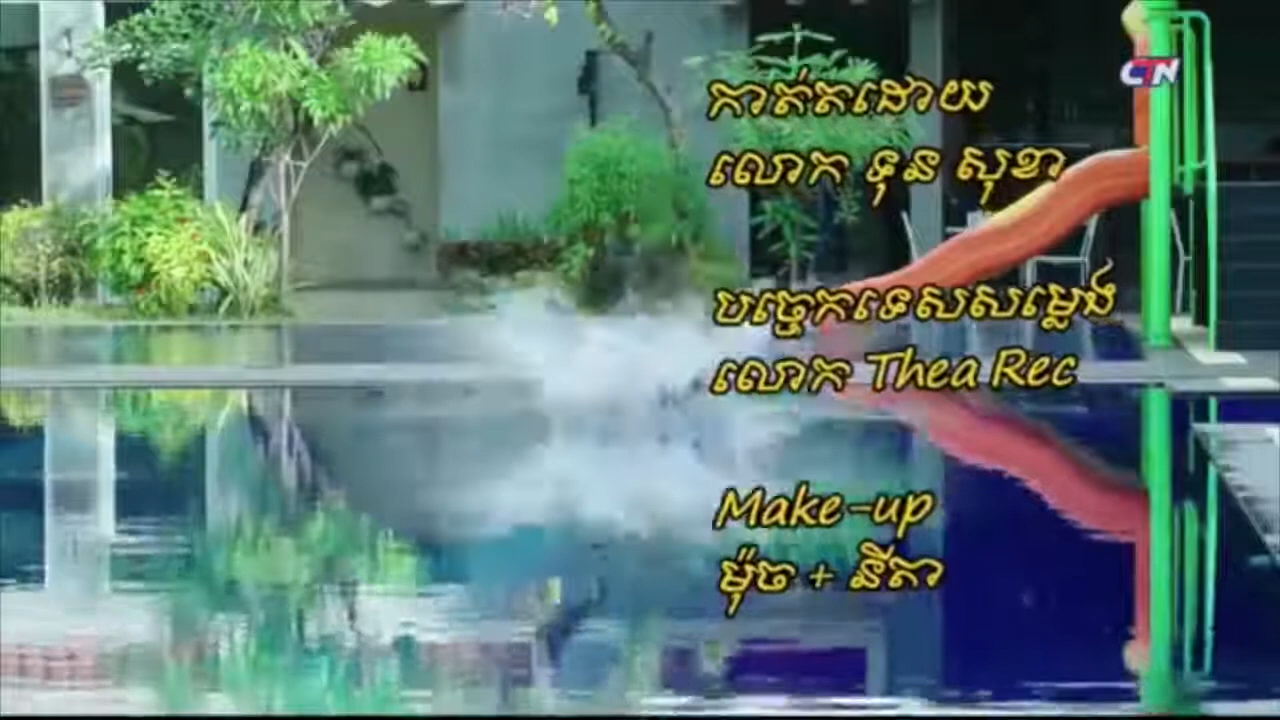 CTN
កាត់តដោយ
លោក ទុន សុខា
បច្ចេកទេសសម្លេង
លោក Thea Rec
Make-up
ម៉ុច + នីតា